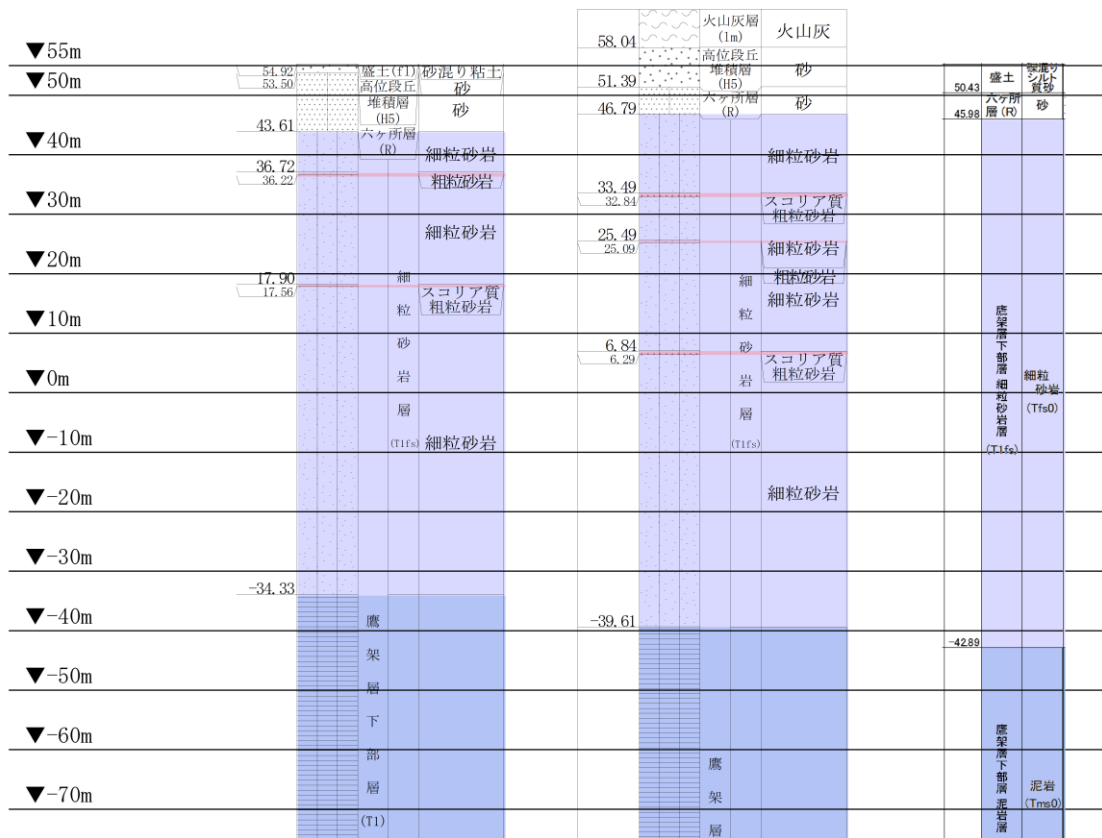 ▼55m
▼50m
▼40m
▼30m
▼20m
▼10m
▼0m
▼-10m
▼-20m
▼-30m
▼-40m
▼-50m
▼-60m
▼-70m
54.92
53.50
43.61
36.72
36.22
17.90
17.56
-34.33
盛土(fl)
高位段丘
堆積層
(H5)
六ヶ所層
(R)
細粒砂岩層
(T1fs)
鷹架層下部層
(T1)
砂混り粘土
砂
砂
細粒砂岩
粗粒砂岩
細粒砂岩
スコリア質
粗粒砂岩
細粒砂岩
58.04
51.39
46.79
33.49
32.84
25.49
25.09
6.84
6.29
-39.61
火山灰層
(1m)
高位段丘
堆積層
(H5)
六ヶ所層
(R)
細粒砂岩層
(T1fs)
鷹架層
火山灰
砂
砂
細粒砂岩
スコリア質
粗粒砂岩
細粒砂岩
粗粒砂岩
細粒砂岩
スコリア質
粗粒砂岩
細粒砂岩
50.43
45.98
-42.89
盛土
六ヶ所
層(R)
鷹架層下部層 細粒砂岩層
(T1fs)
鷹架層下部層 泥岩層
シルト
質砂
砂
細粒
砂岩
(Tfs0)
泥岩
(Tms0)